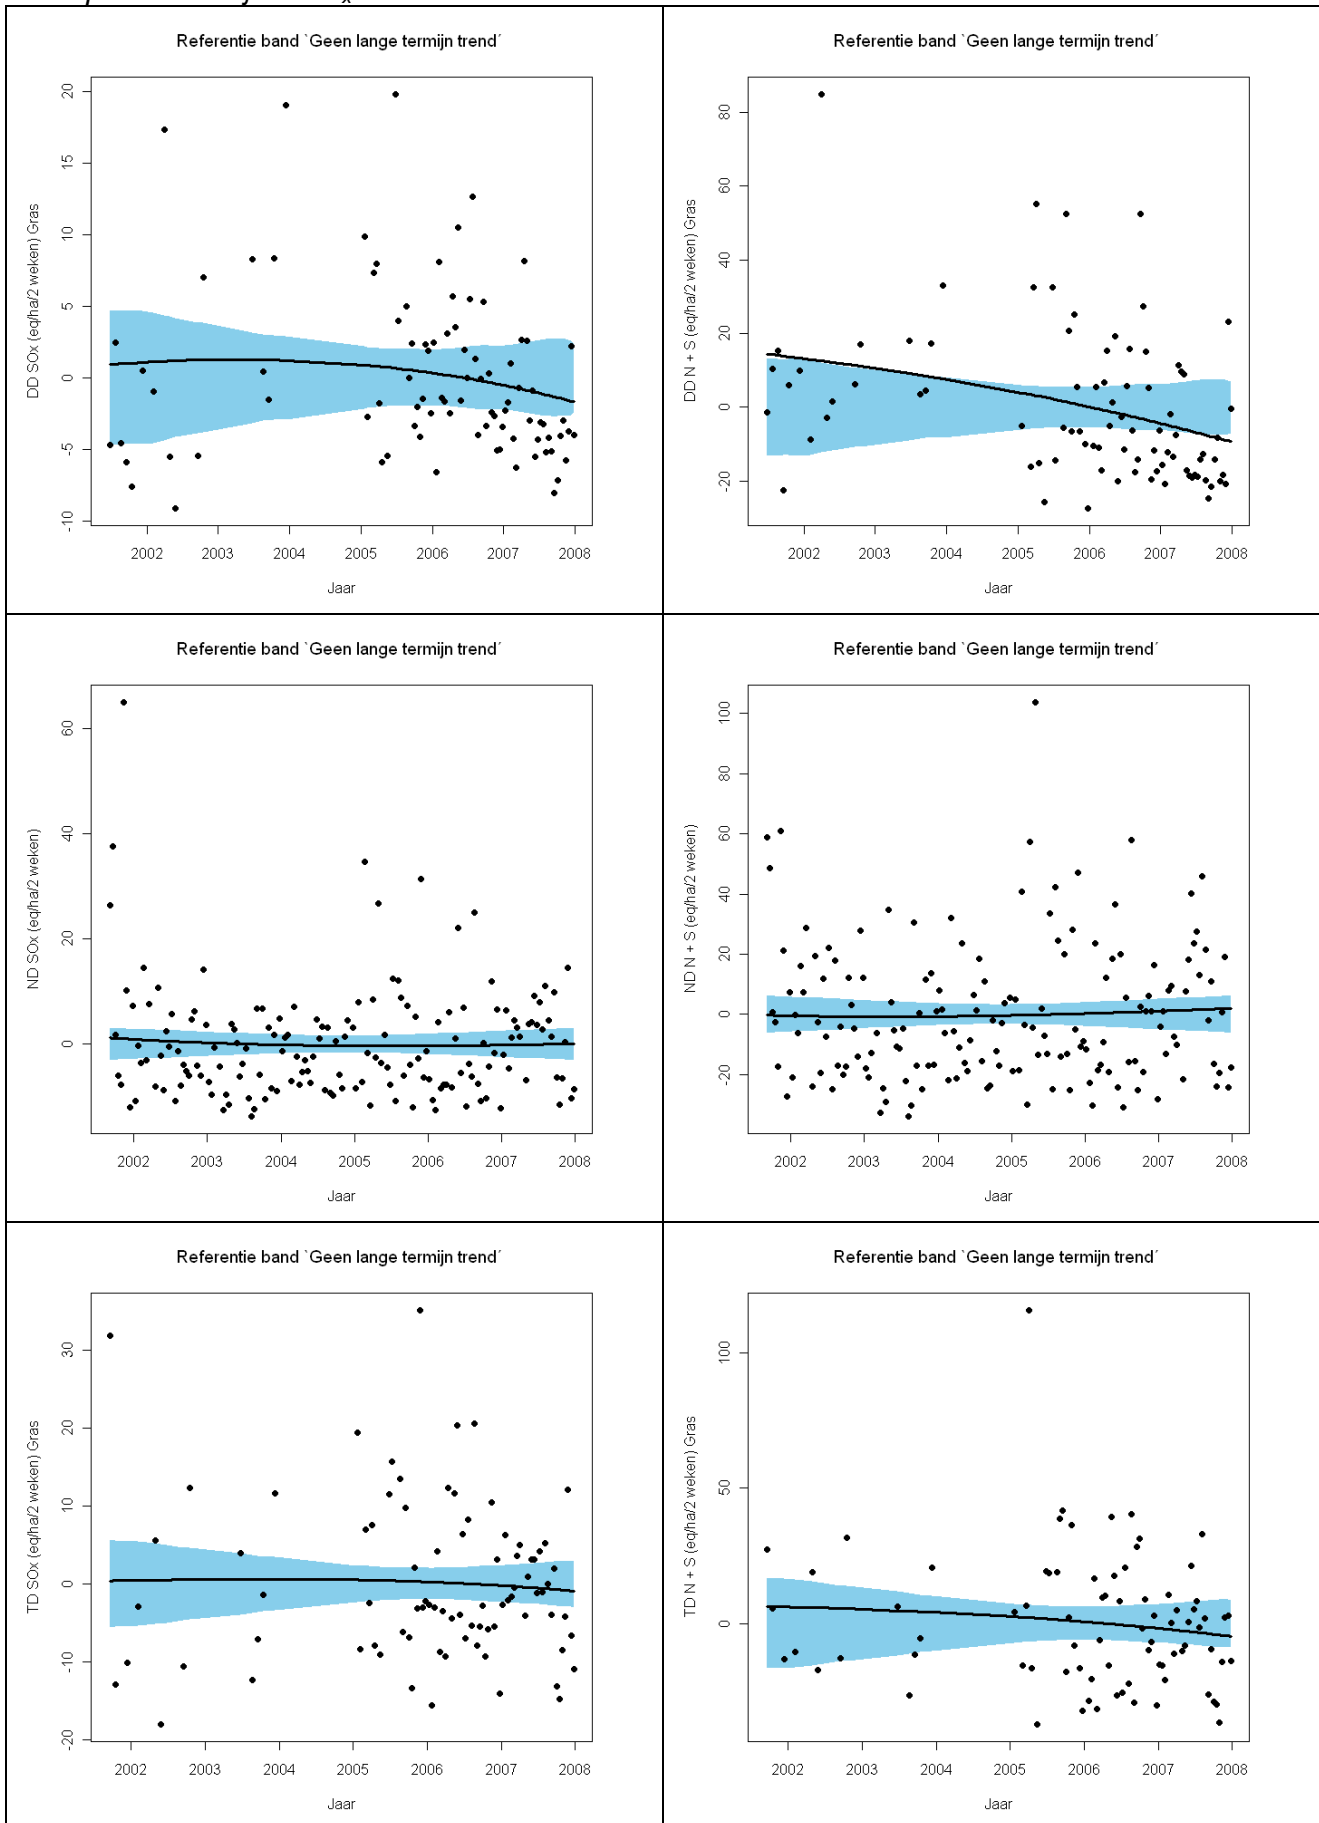 Referentie band `Geen lange termijn trend´
DD SOx (eq/ha/2 weken) Gras
20
15
10
5
0
-5
-10
2002 2003 2004 2005 2006 2007 2008
Jaar
Referentie band `Geen lange termijn trend´
DD N + S (eq/ha/2 weken) Gras
80
60
40
20
0
-20
2002 2003 2004 2005 2006 2007 2008
Jaar
Referentie band `Geen lange termijn trend´
ND SOx (eq/ha/2 weken)
60
40
20
0
2002 2003 2004 2005 2006 2007 2008
Jaar
Referentie band `Geen lange termijn trend´
ND N + S (eq/ha/2 weken)
100
80
60
40
20
0
-20
2002 2003 2004 2005 2006 2007 2008
Jaar
Referentie band `Geen lange termijn trend´
TD SOx (eq/ha/2 weken) Gras
30
20
10
0
-10
-20
2002 2003 2004 2005 2006 2007 2008
Jaar
Referentie band `Geen lange termijn trend´
TD N + S (eq/ha/2 weken) Gras
100
50
0
2002 2003 2004 2005 2006 2007 2008
Jaar